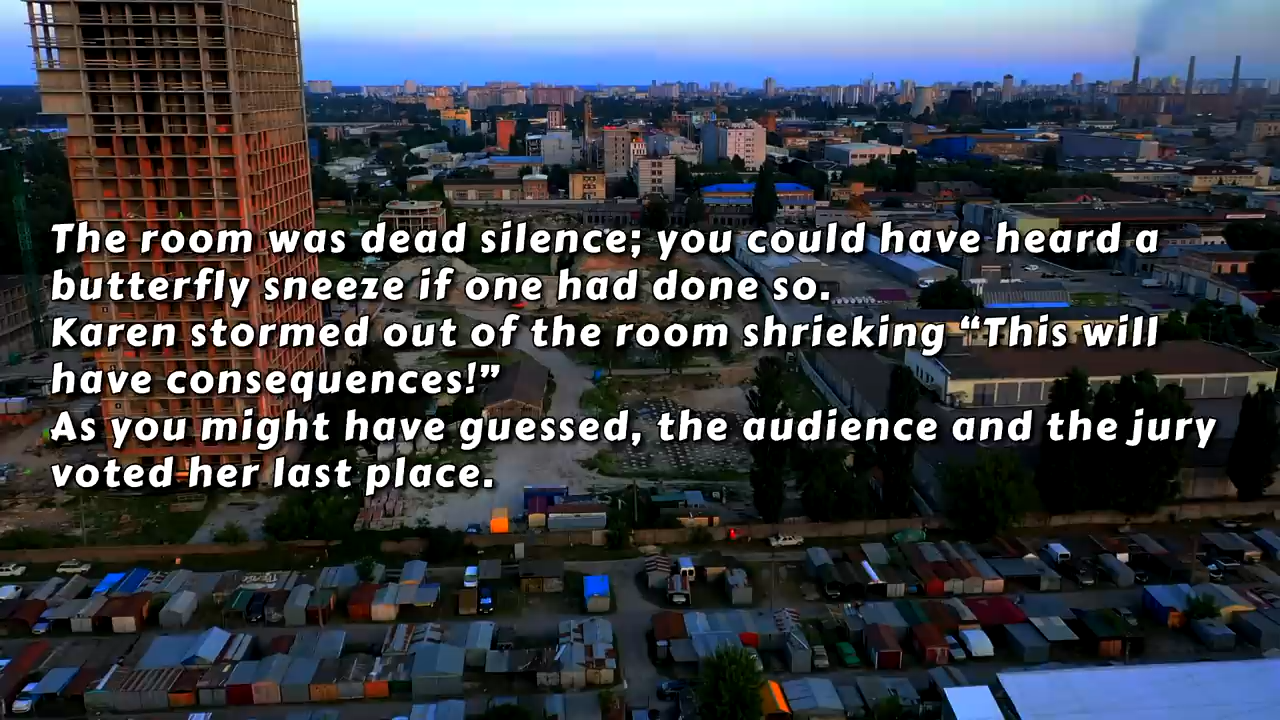 The room was dead silence; you could have heard a
butterfly sneeze if one had done so.
Karen stormed out of the room shrieking “This will
have consequences!”
As you might have guessed, the audience and the jury
voted her last place.